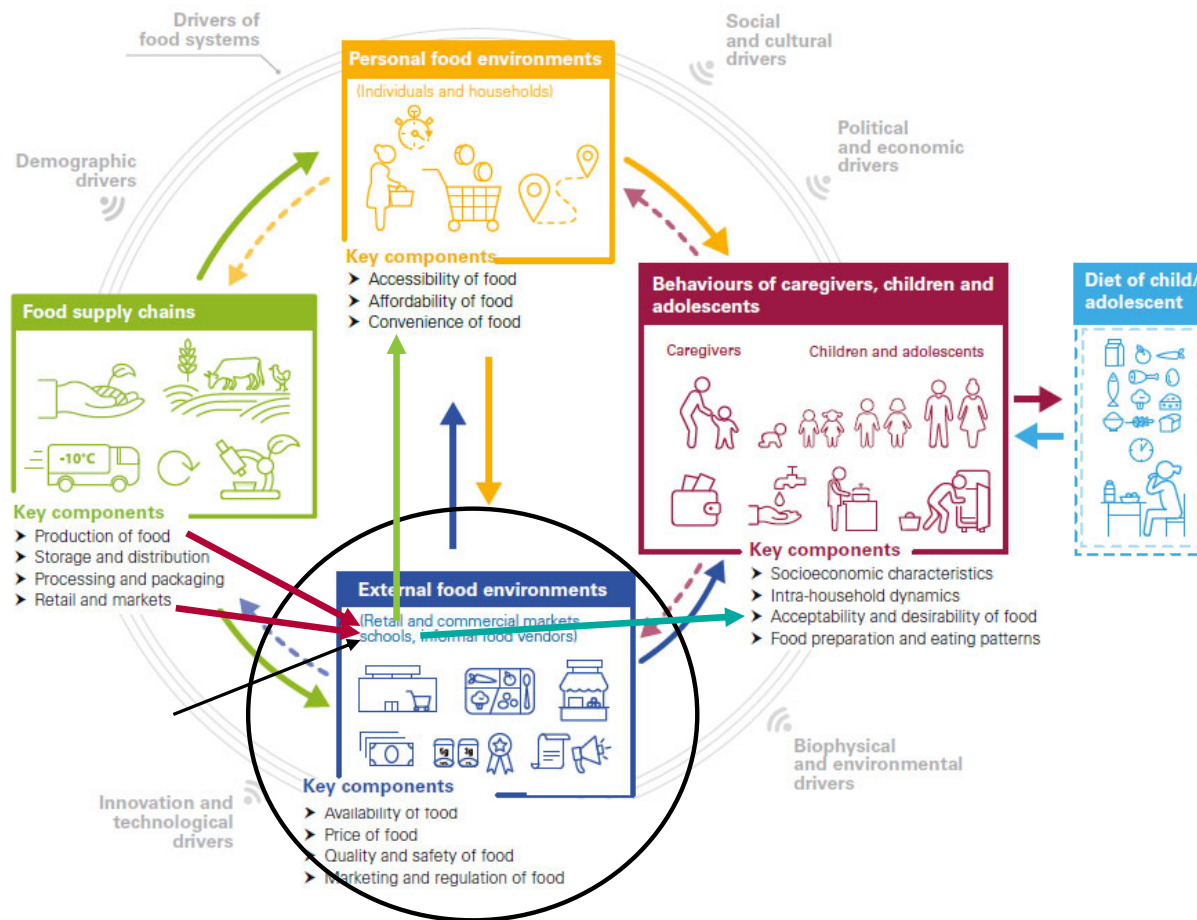 Drivers of
food systems
Social
and cultural
drivers
Personal food environments
(Individuals and households)
Political
and economic
drivers
Demographic
drivers
Key components
➤ Accessibility of food
➤ Affordability of food
➤ Convenience of food
Food supply chains
-10°C
Key components
➤ Production of food
➤ Storage and distribution
➤ Processing and packaging
➤ Retail and markets
Behaviours of caregivers, children and
adolescents
Caregivers
Children and adolescents
Key components
➤ Socioeconomic characteristics
➤ Intra-household dynamics
➤ Acceptability and desirability of food
➤ Food preparation and eating patterns
Diet of child/
adolescent
External food environments
(Retail and commercial markets
schools, informal food vendors)
Key components
➤ Availability of food
➤ Price of food
➤ Quality and safety of food
➤ Marketing and regulation of food
Innovation and
technological
drivers
Biophysical
and environmental
drivers